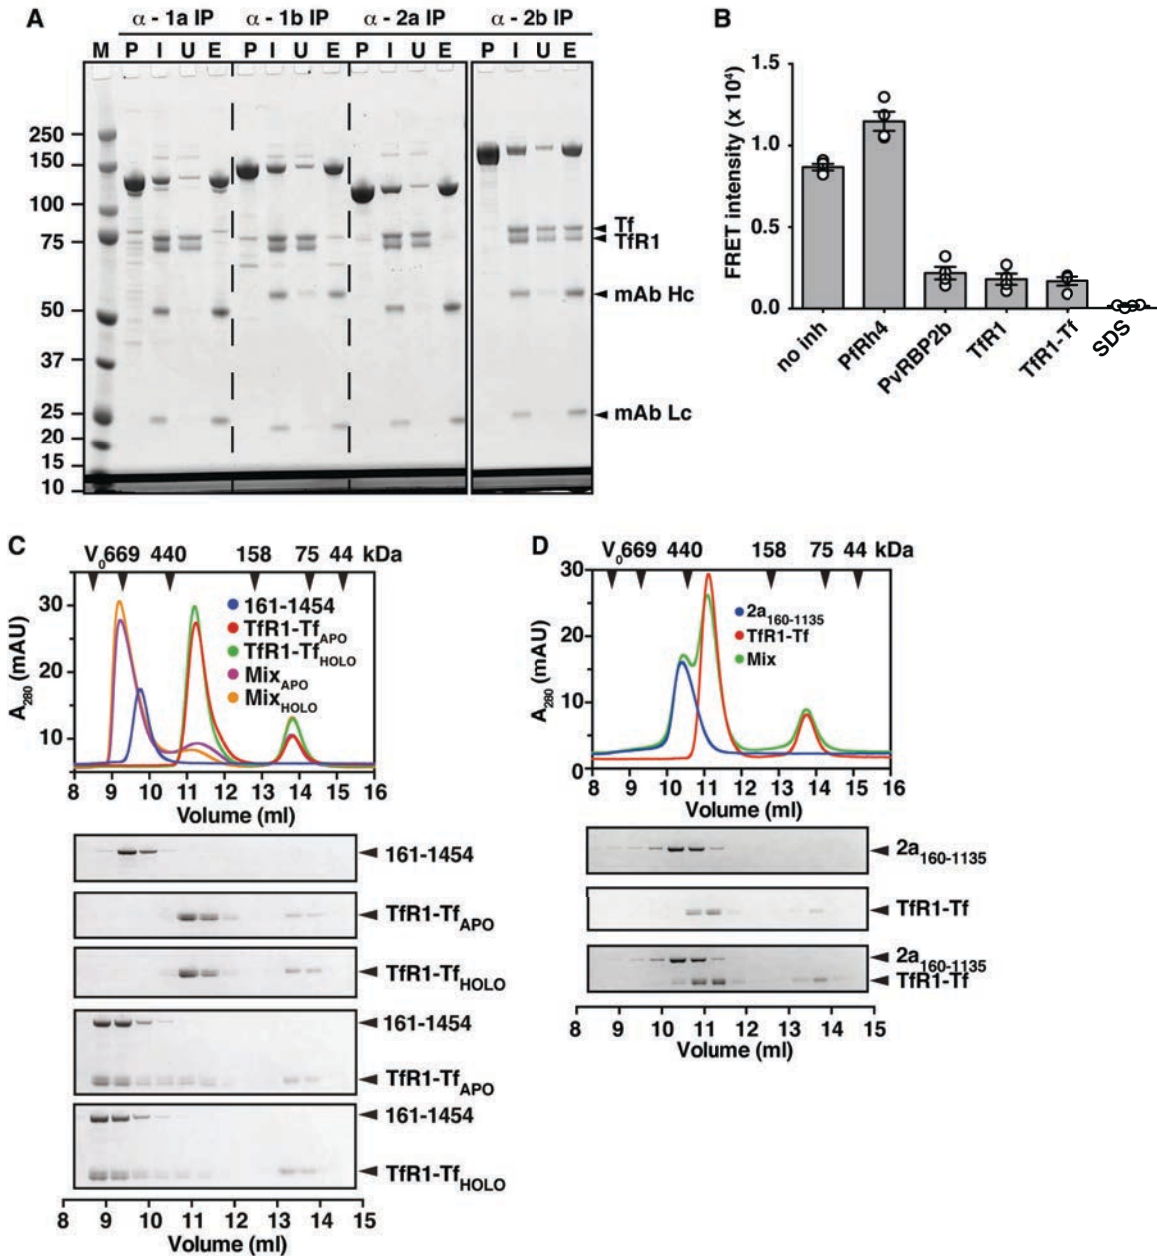 A
α - 1a IP α - 1b IP α - 2a IP α - 2b IP
M P I U E P I U E P I U E P I U E
250
150
100
75
50
37
25
20
15
10
Tf
TfR1
mAb Hc
mAb Lc
B
FRET intensity (x 10⁴)
1.5
1.0
0.5
0.0
no inh PfRh4 PvRBP2b TfR1 TfR1-Tf SDS
C
V₀ 669 440 158 75 44 kDa
A₂₈₀ (mAU)
30
20
10
161-1454
TfR1-Tf_APO
TfR1-Tf_HOLO
Mix_APO
Mix_HOLO
8 9 10 11 12 13 14 15 16
Volume (ml)
161-1454
TfR1-Tf_APO
TfR1-Tf_HOLO
161-1454
TfR1-Tf_APO
161-1454
TfR1-Tf_HOLO
8 9 10 11 12 13 14 15
Volume (ml)
D
V₀ 669 440 158 75 44 kDa
A₂₈₀ (mAU)
30
20
10
0
2a₁₆₀₋₁₁₃₅
TfR1-Tf
Mix
8 9 10 11 12 13 14 15 16
Volume (ml)
2a₁₆₀₋₁₁₃₅
TfR1-Tf
2a₁₆₀₋₁₁₃₅
TfR1-Tf
8 9 10 11 12 13 14 15
Volume (ml)